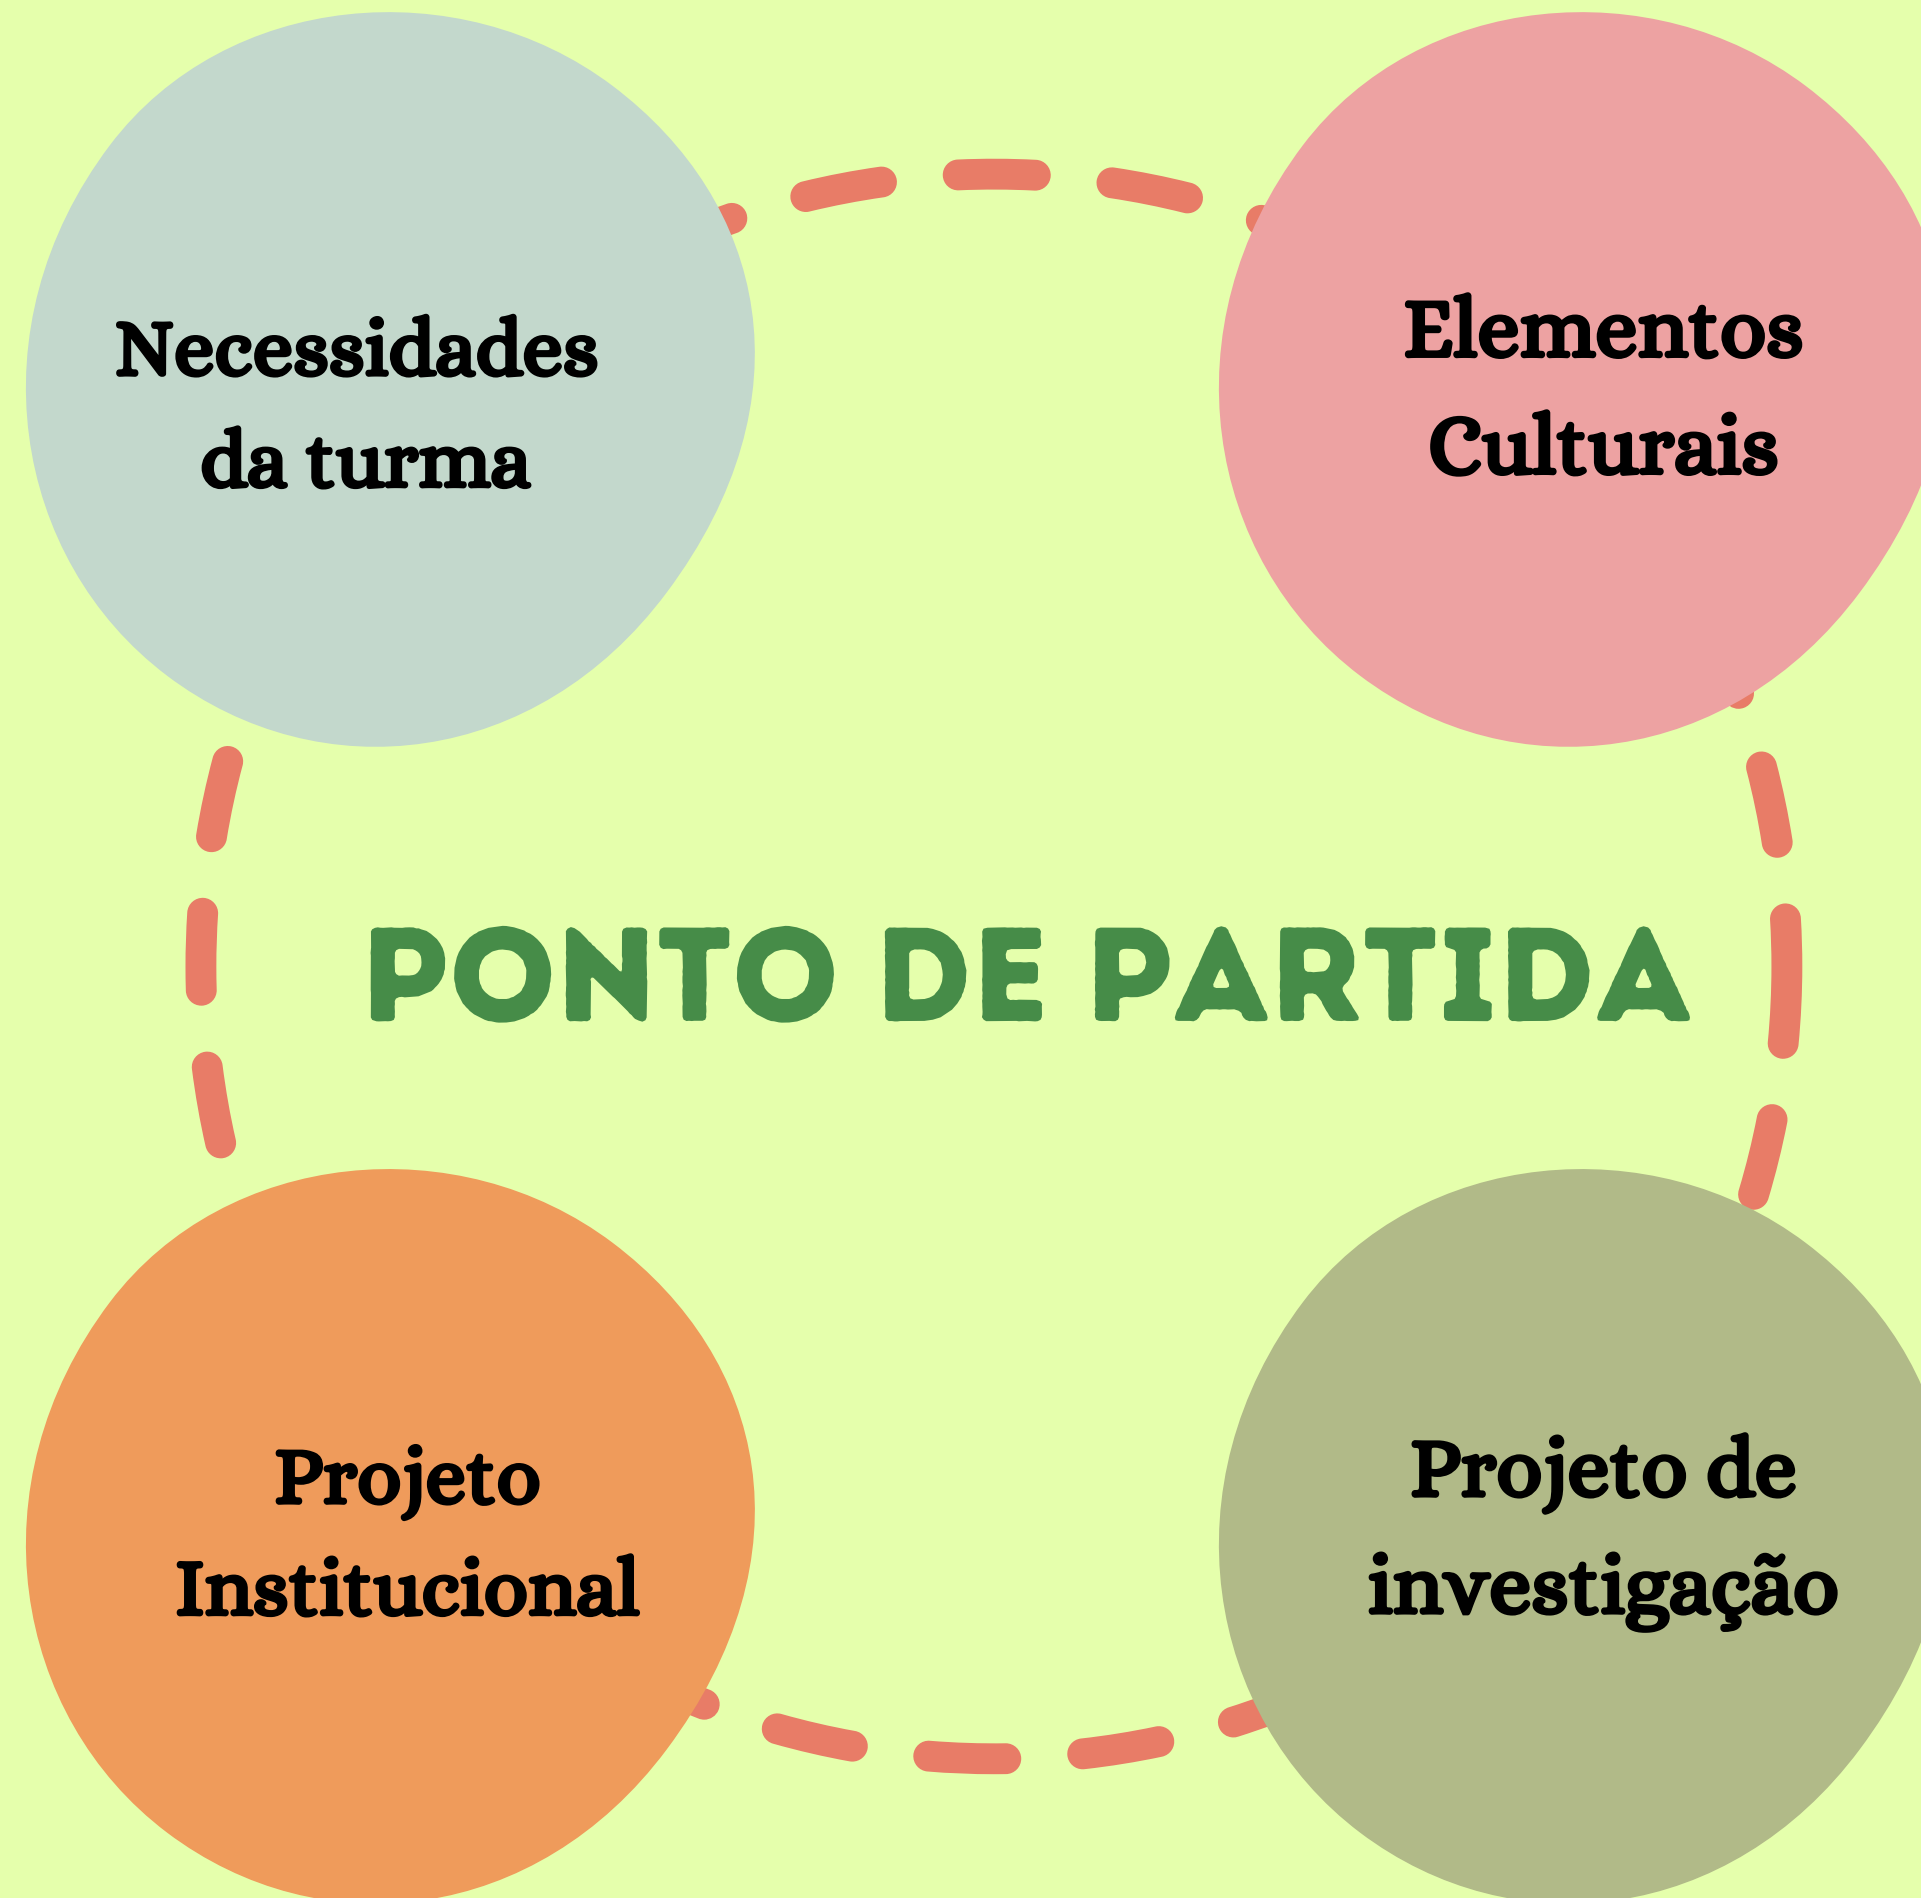 Necessidades
da turma
Elementos
Culturais
PONTO DE PARTIDA
Projeto
Institucional
Projeto de
investigação